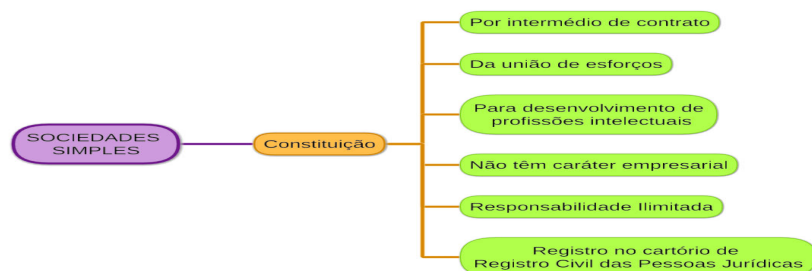 SOCIEDADES
SIMPLES
Constituição
Por intermédio de contrato
Da união de esforços
Para desenvolvimento de
profissões intelectuais
Não têm caráter empresarial
Responsabilidade Ilimitada
Registro no cartório de
Registro Civil das Pessoas Jurídicas